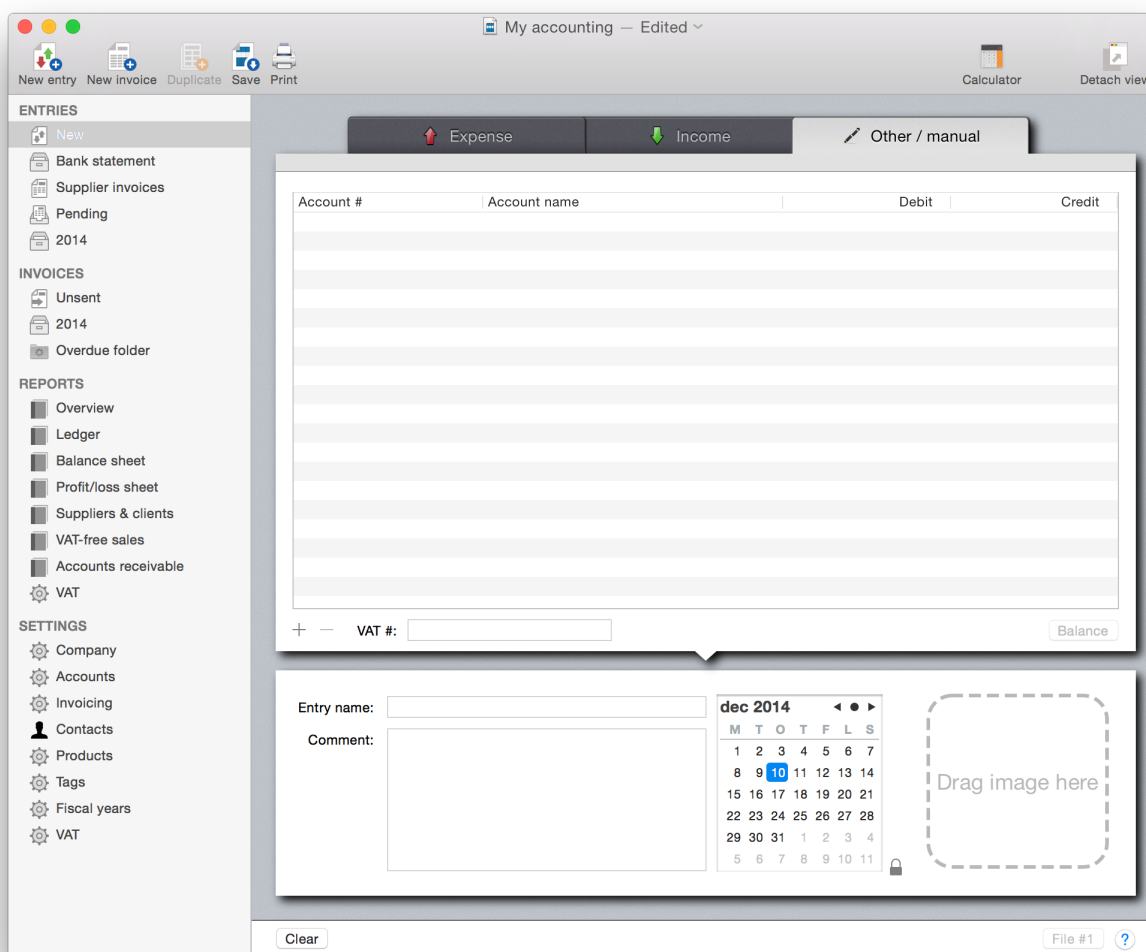 My accounting — Edited
New entry New invoice Duplicate Save Print Calculator Detach view
ENTRIES
New
Bank statement
Supplier invoices
Pending
2014
INVOICES
Unsent
2014
Overdue folder
REPORTS
Overview
Ledger
Balance sheet
Profit/loss sheet
Suppliers & clients
VAT-free sales
Accounts receivable
VAT
SETTINGS
Company
Accounts
Invoicing
Contacts
Products
Tags
Fiscal years
VAT
Expense Income Other / manual
Account # Account name Debit Credit
VAT #: Balance
Entry name:
Comment:
dec 2014
M T O T F L S
1 2 3 4 5 6 7
8 9 10 11 12 13 14
15 16 17 18 19 20 21
22 23 24 25 26 27 28
29 30 31 1 2 3 4
5 6 7 8 9 10 11
Drag image here
Clear File #1 ?